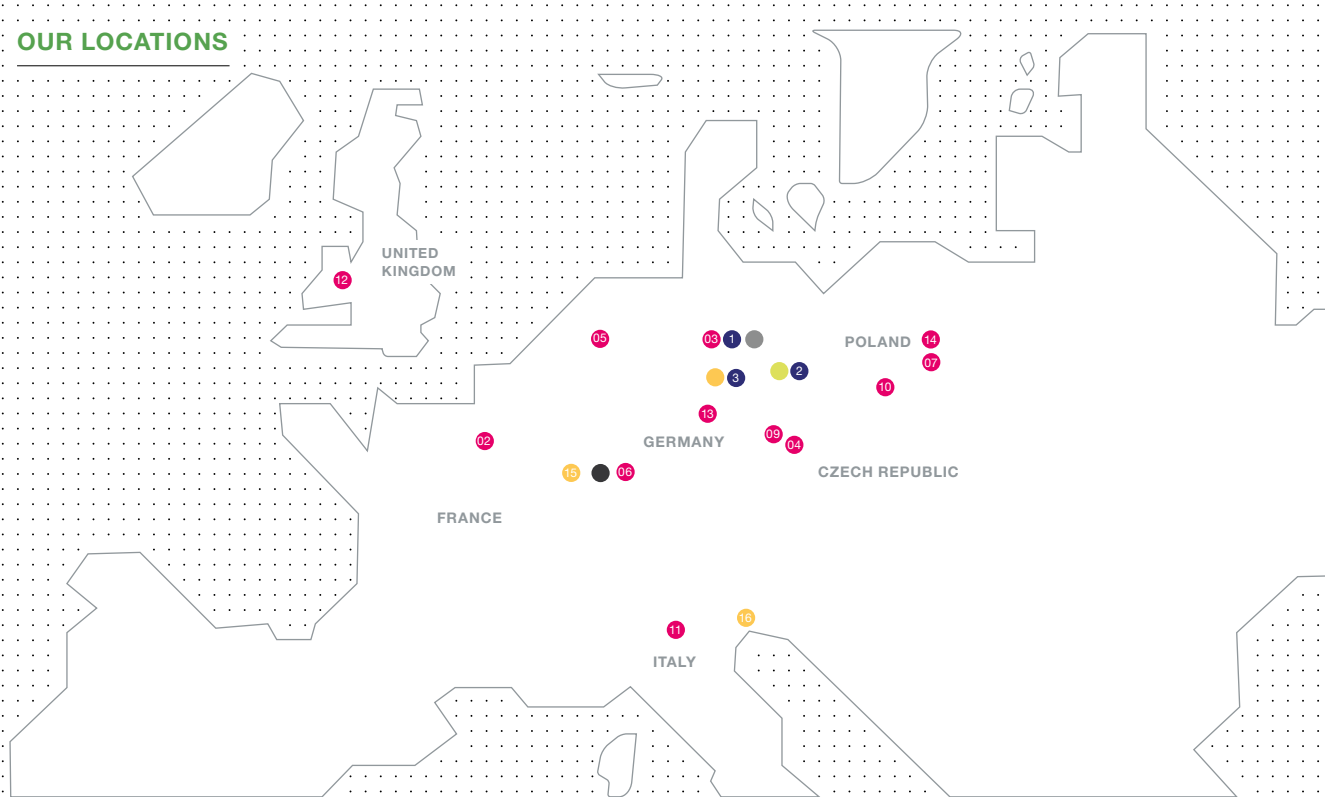 OUR LOCATIONS
UNITED
KINGDOM
12
05
03
1
POLAND
14
07
3
2
10
13
GERMANY
09
04
02
15
06
CZECH REPUBLIC
FRANCE
16
11
ITALY